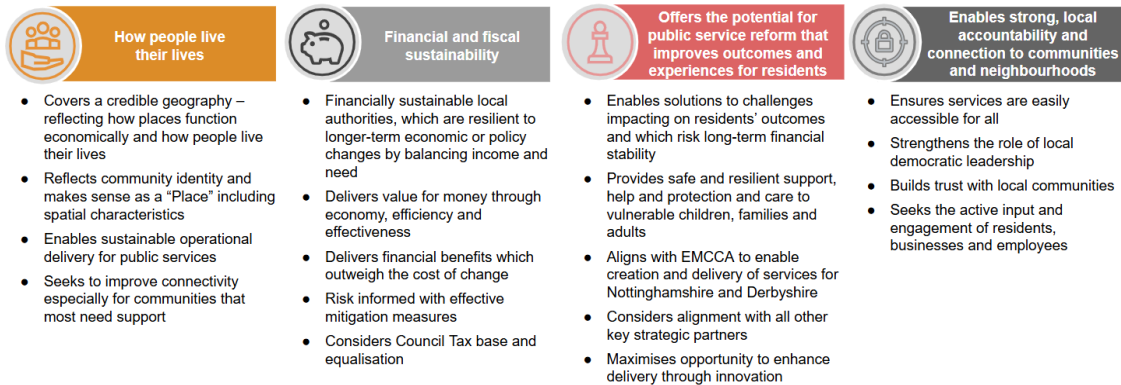 How people live
their lives
● Covers a credible geography –
reflecting how places function
economically and how people live
their lives
● Reflects community identity and
makes sense as a “Place” including
spatial characteristics
● Enables sustainable operational
delivery for public services
● Seeks to improve connectivity
especially for communities that
most need support
Financial and fiscal
sustainability
● Financially sustainable local
authorities, which are resilient to
longer-term economic or policy
changes by balancing income and
need
● Delivers value for money through
economy, efficiency and
effectiveness
● Delivers financial benefits which
outweigh the cost of change
● Risk informed with effective
mitigation measures
● Considers Council Tax base and
equalisation
Offers the potential for
public service reform that
improves outcomes and
experiences for residents
● Enables solutions to challenges
impacting on residents’ outcomes
and which risk long-term financial
stability
● Provides safe and resilient support,
help and protection and care to
vulnerable children, families and
adults
● Aligns with EMCCA to enable
creation and delivery of services for
Nottinghamshire and Derbyshire
● Considers alignment with all other
key strategic partners
● Maximises opportunity to enhance
delivery through innovation
Enables strong, local
accountability and
connection to communities
and neighbourhoods
● Ensures services are easily
accessible for all
● Strengthens the role of local
democratic leadership
● Builds trust with local communities
● Seeks the active input and
engagement of residents,
businesses and employees